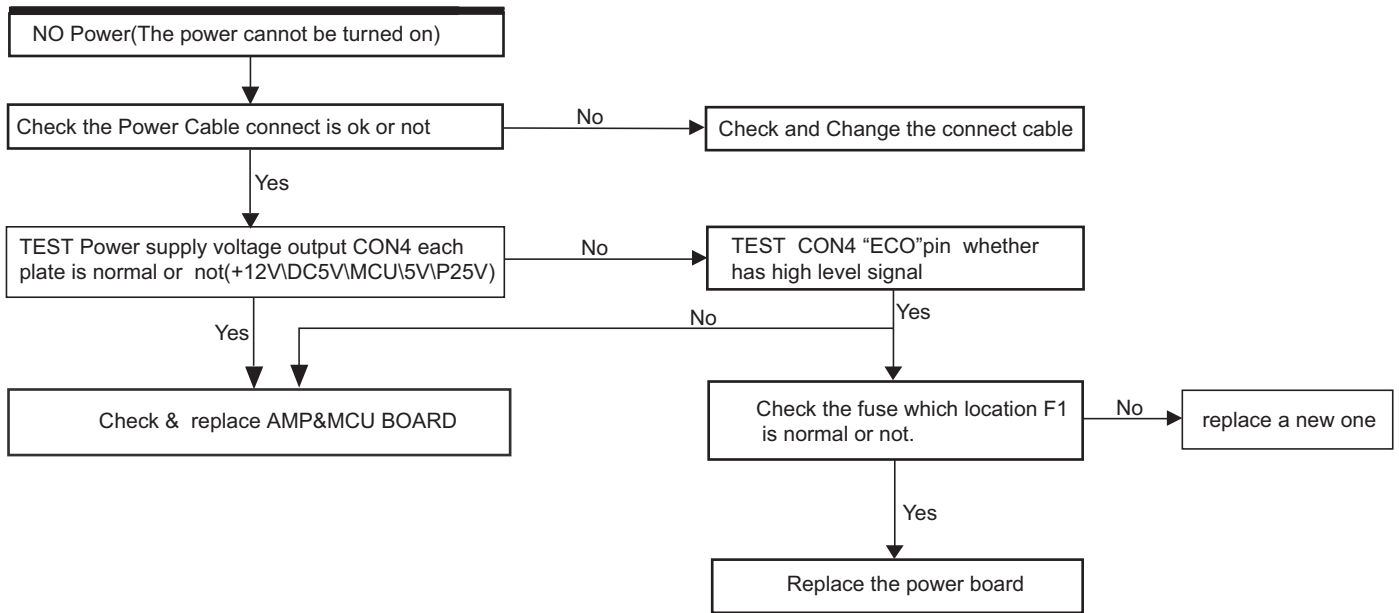 NO Power(The power cannot be turned on)
Check the Power Cable connect is ok or not
No
Check and Change the connect cable
Yes
TEST Power supply voltage output CON4 each
plate is normal or not(+12V\DC5V\MCU\5V\P25V)
No
TEST CON4 “ECO”pin whether
has high level signal
Yes
No
Yes
Check & replace AMP&MCU BOARD
Check the fuse which location F1
is normal or not.
No
replace a new one
Yes
Replace the power board